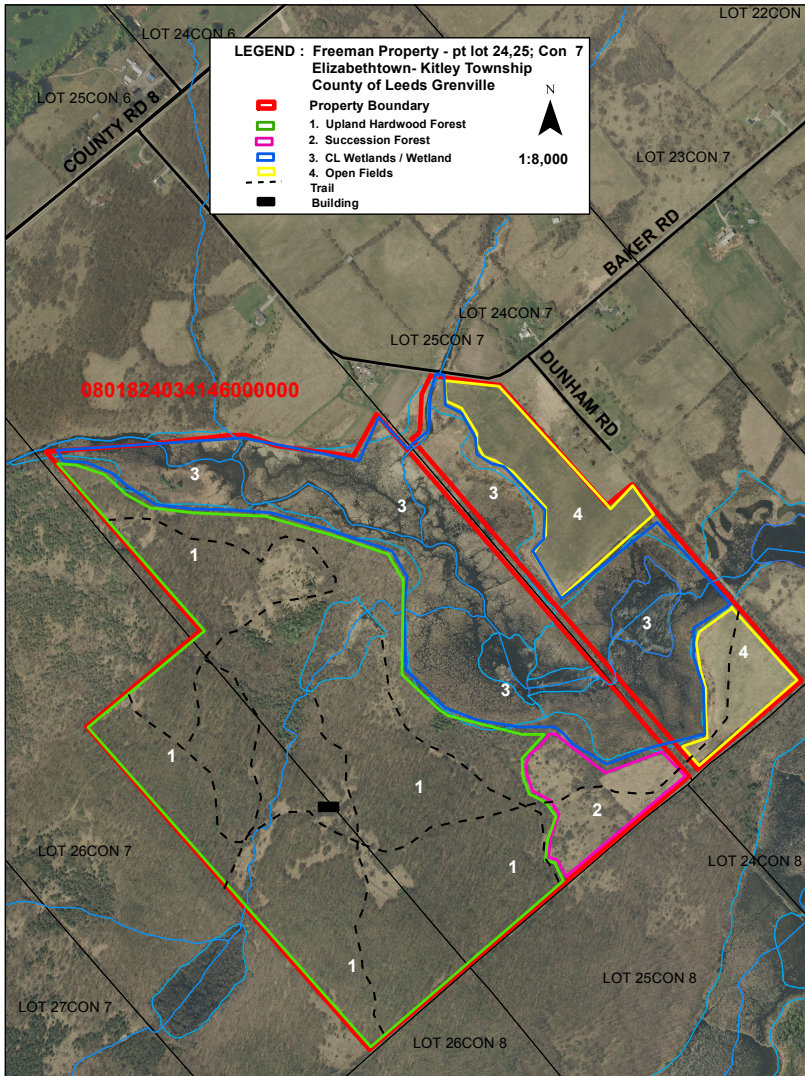 LOT 22CON
LOT 24CON 6
LEGEND : Freeman Property - pt lot 24,25; Con 7
Elizabethtown- Kitley Township
County of Leeds Grenville
N
Property Boundary
1. Upland Hardwood Forest
2. Succession Forest
3. CL Wetlands / Wetland
4. Open Fields
Trail
Building
1:8,000
LOT 25CON 6
COUNTY RD 8
LOT 23CON 7
BAKER RD
LOT 24CON 7
LOT 25CON 7
DUNHAM RD
0801824034146000000
3
3
3
4
1
3
4
3
1
1
2
1
1
LOT 26CON 7
LOT 24CON 8
LOT 25CON 8
LOT 27CON 7
LOT 26CON 8